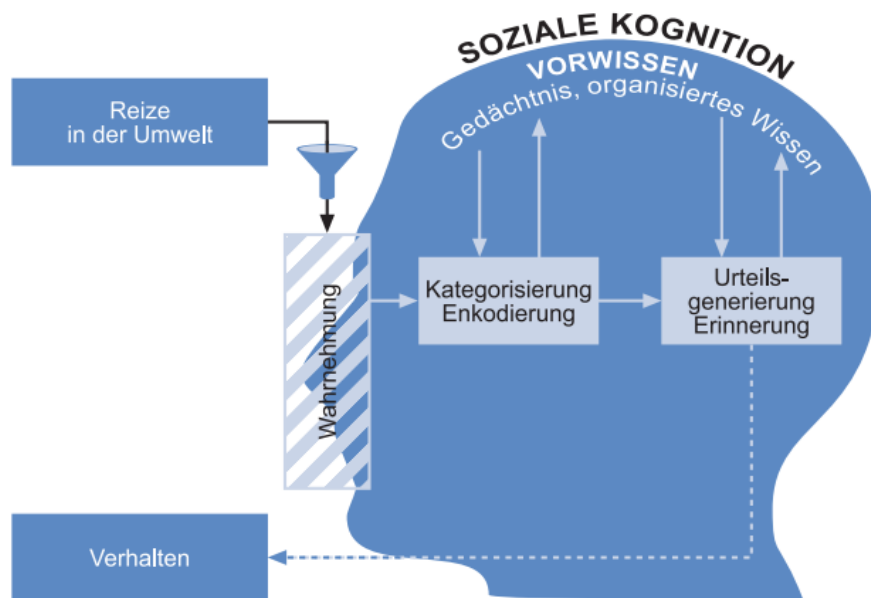 SOZIALE KOGNITION
VORWISSEN
Gedächtnis, organisiertes Wissen
Reize
in der Umwelt
Wahrnehmung
Kategorisierung
Enkodierung
Urteils-
generierung
Erinnerung
Verhalten